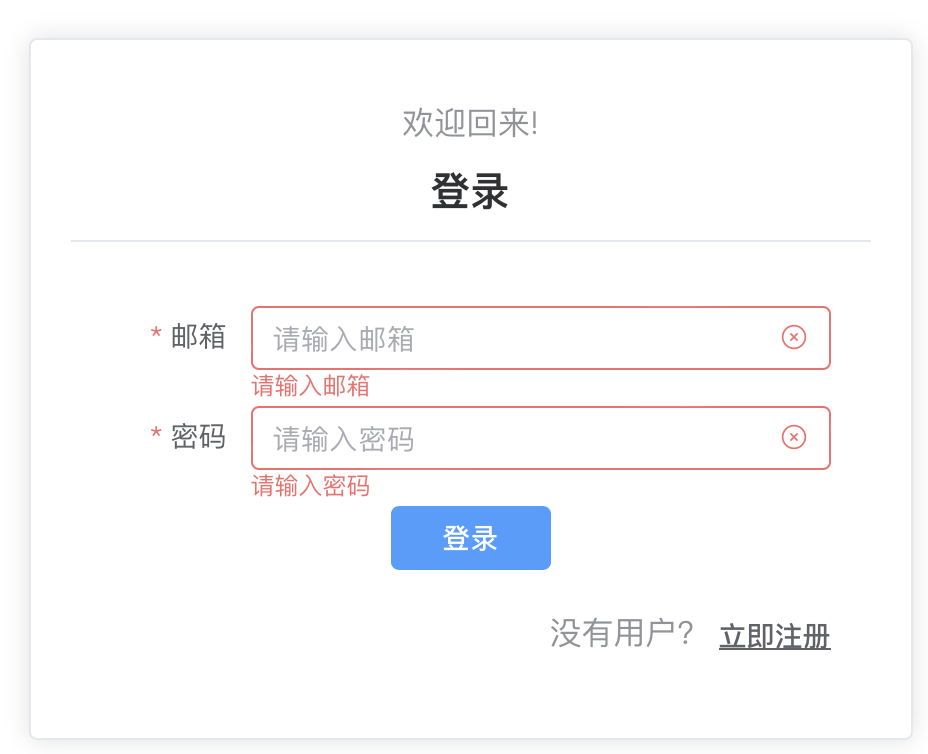 欢迎回来!
登录
* 邮箱 请输入邮箱
请输入邮箱
* 密码 请输入密码
请输入密码
登录
没有用户? 立即注册